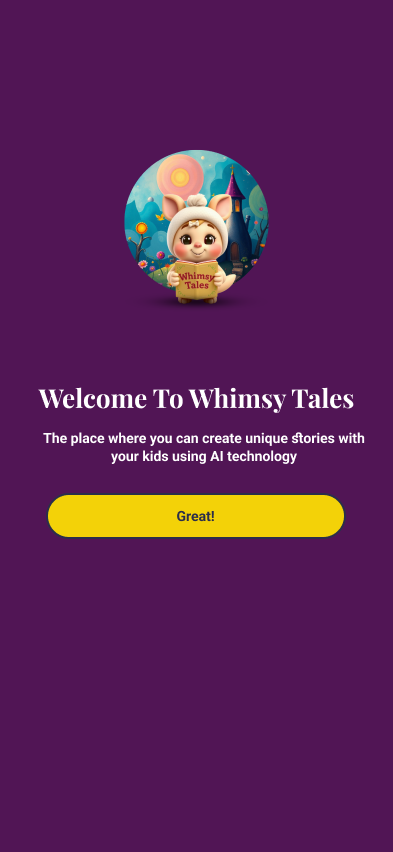 Whimsy
Tales
Welcome To Whimsy Tales
The place where you can create unique stories with
your kids using AI technology
Great!